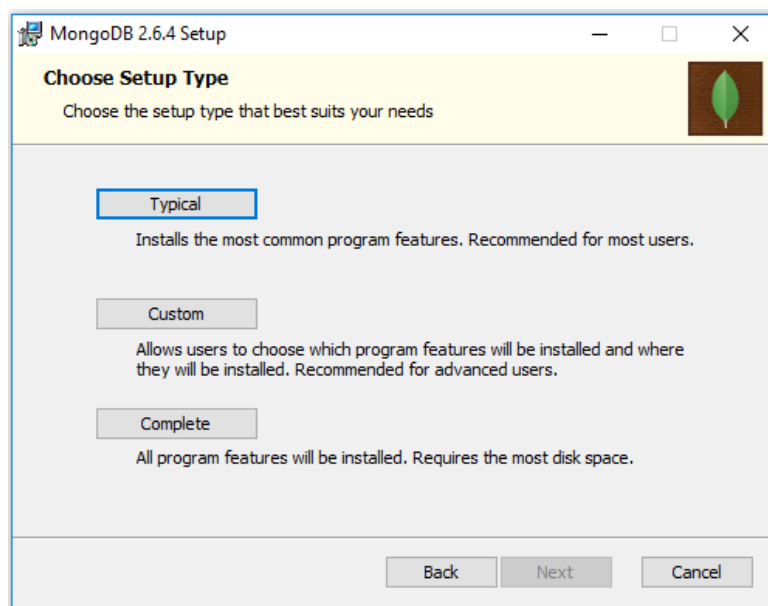 MongoDB 2.6.4 Setup
Choose Setup Type
Choose the setup type that best suits your needs
Typical
Installs the most common program features. Recommended for most users.
Custom
Allows users to choose which program features will be installed and where
they will be installed. Recommended for advanced users.
Complete
All program features will be installed. Requires the most disk space.
Back Next Cancel